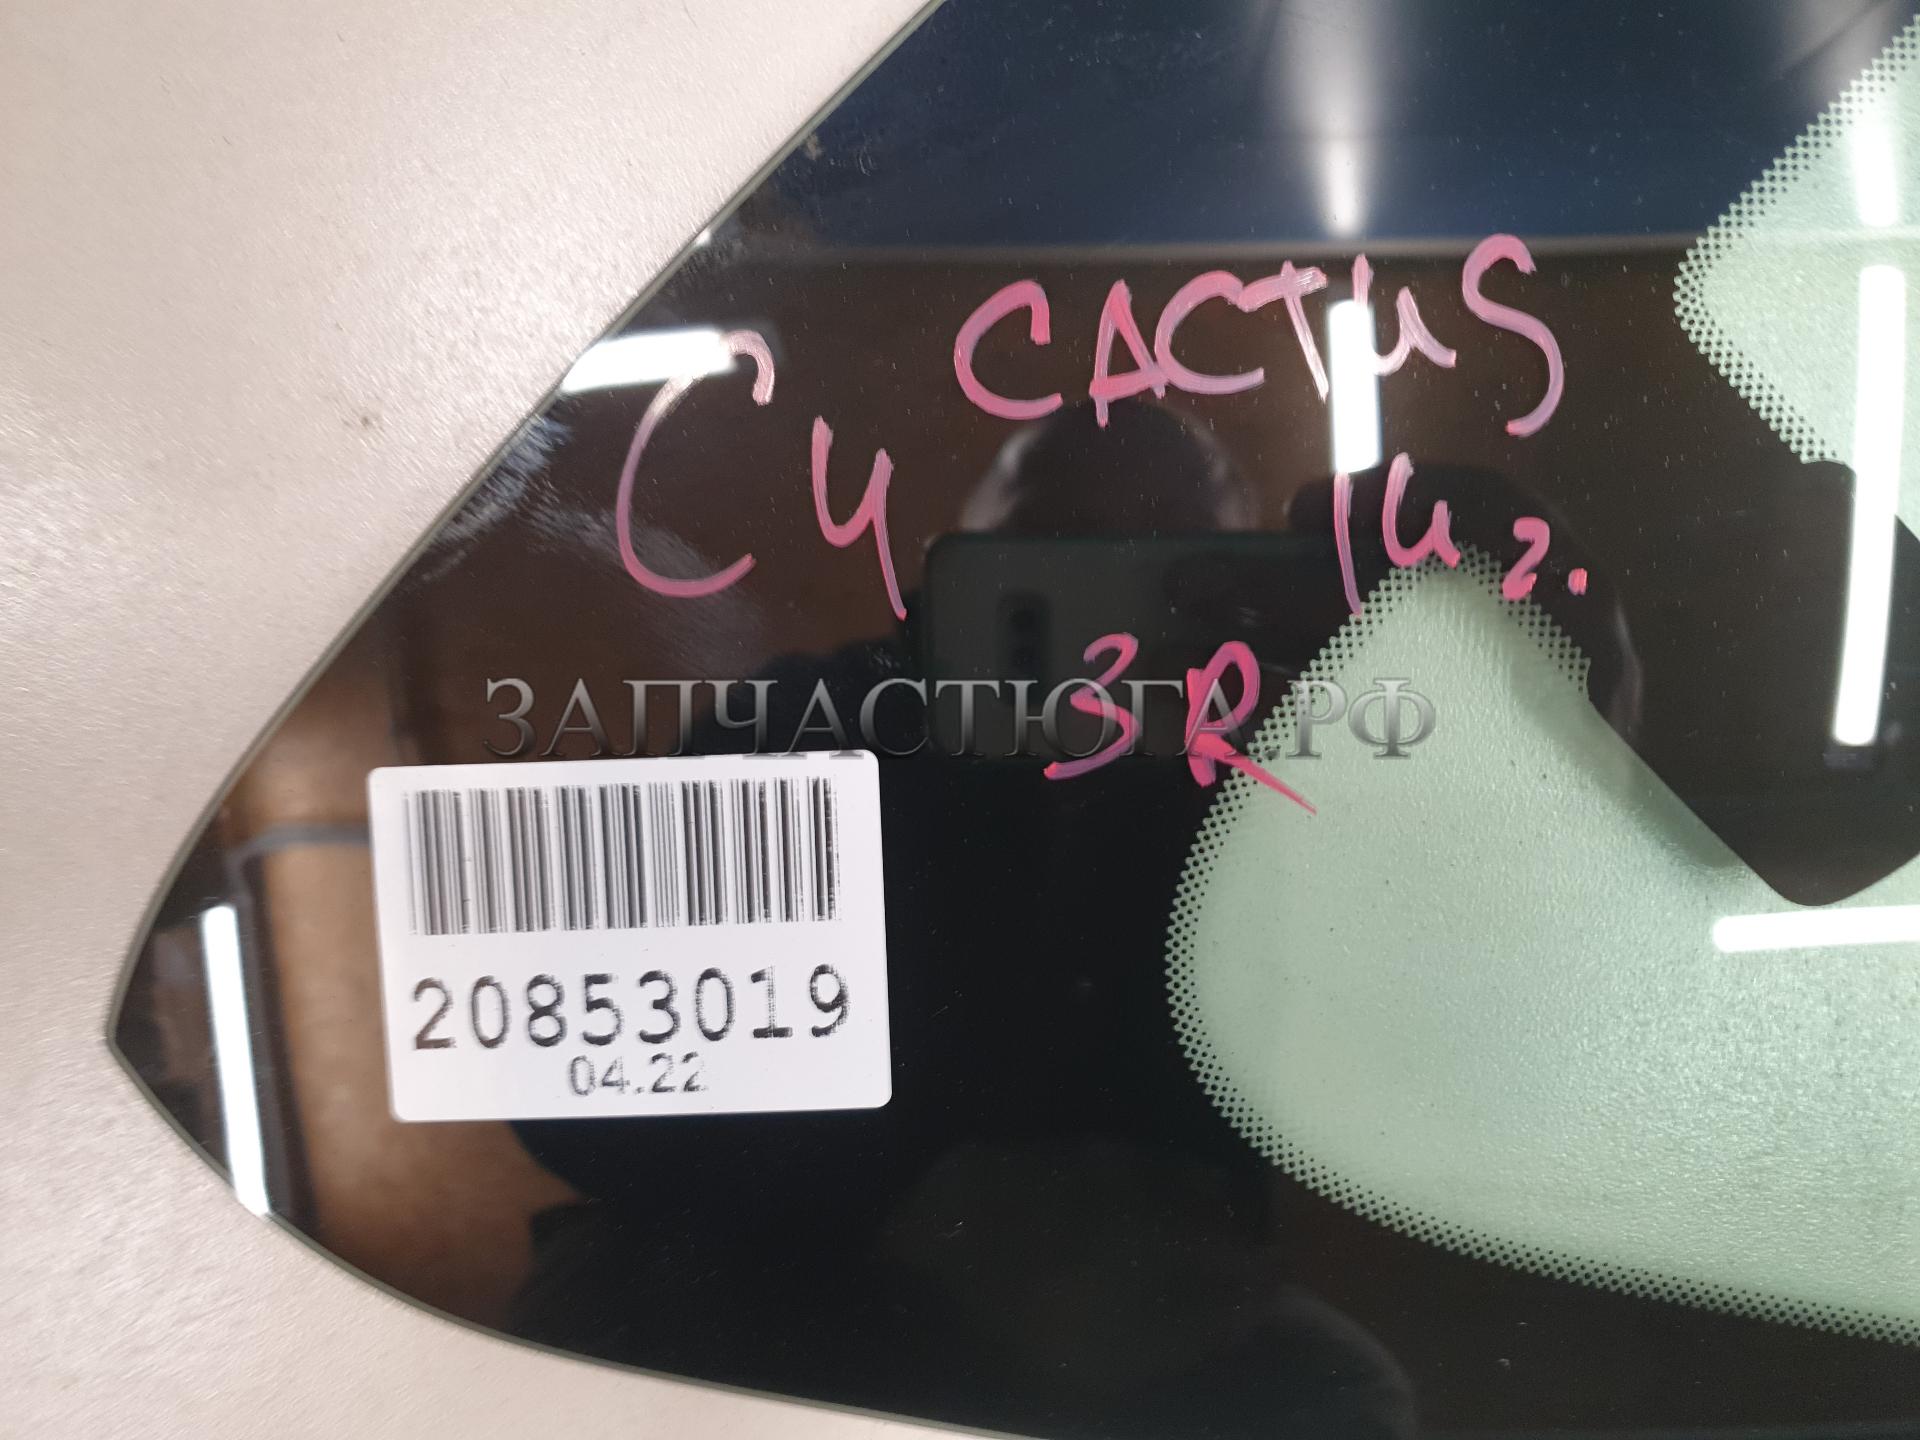 C4 CACTUS
14г.
ЗR
ЗАПЧАСТЮГА.РФ
20853019
04.22